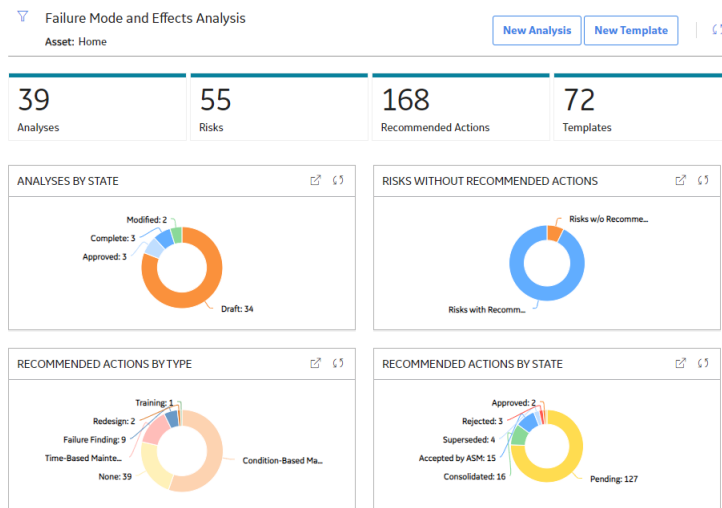 Failure Mode and Effects Analysis
Asset: Home
New Analysis
New Template
39
Analyses
55
Risks
168
Recommended Actions
72
Templates
ANALYSES BY STATE
Modified: 2
Complete: 3
Approved: 3
Draft: 34
RISKS WITHOUT RECOMMENDED ACTIONS
Risks w/o Recomme...
Risks with Recomm...
RECOMMENDED ACTIONS BY TYPE
Training: 1
Redesign: 2
Failure Finding: 9
Time-Based Mainte...
None: 39
Condition-Based Ma...
RECOMMENDED ACTIONS BY STATE
Approved: 2
Rejected: 3
Superseded: 4
Accepted by ASM: 15
Consolidated: 16
Pending: 127